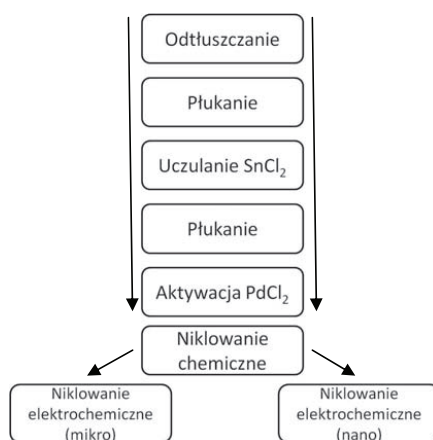 Odtłuszczanie
Płukanie
Uczulanie SnCl₂
Płukanie
Aktywacja PdCl₂
Niklowanie
chemiczne
Niklowanie
elektrochemiczne
(mikro)
Niklowanie
elektrochemiczne
(nano)